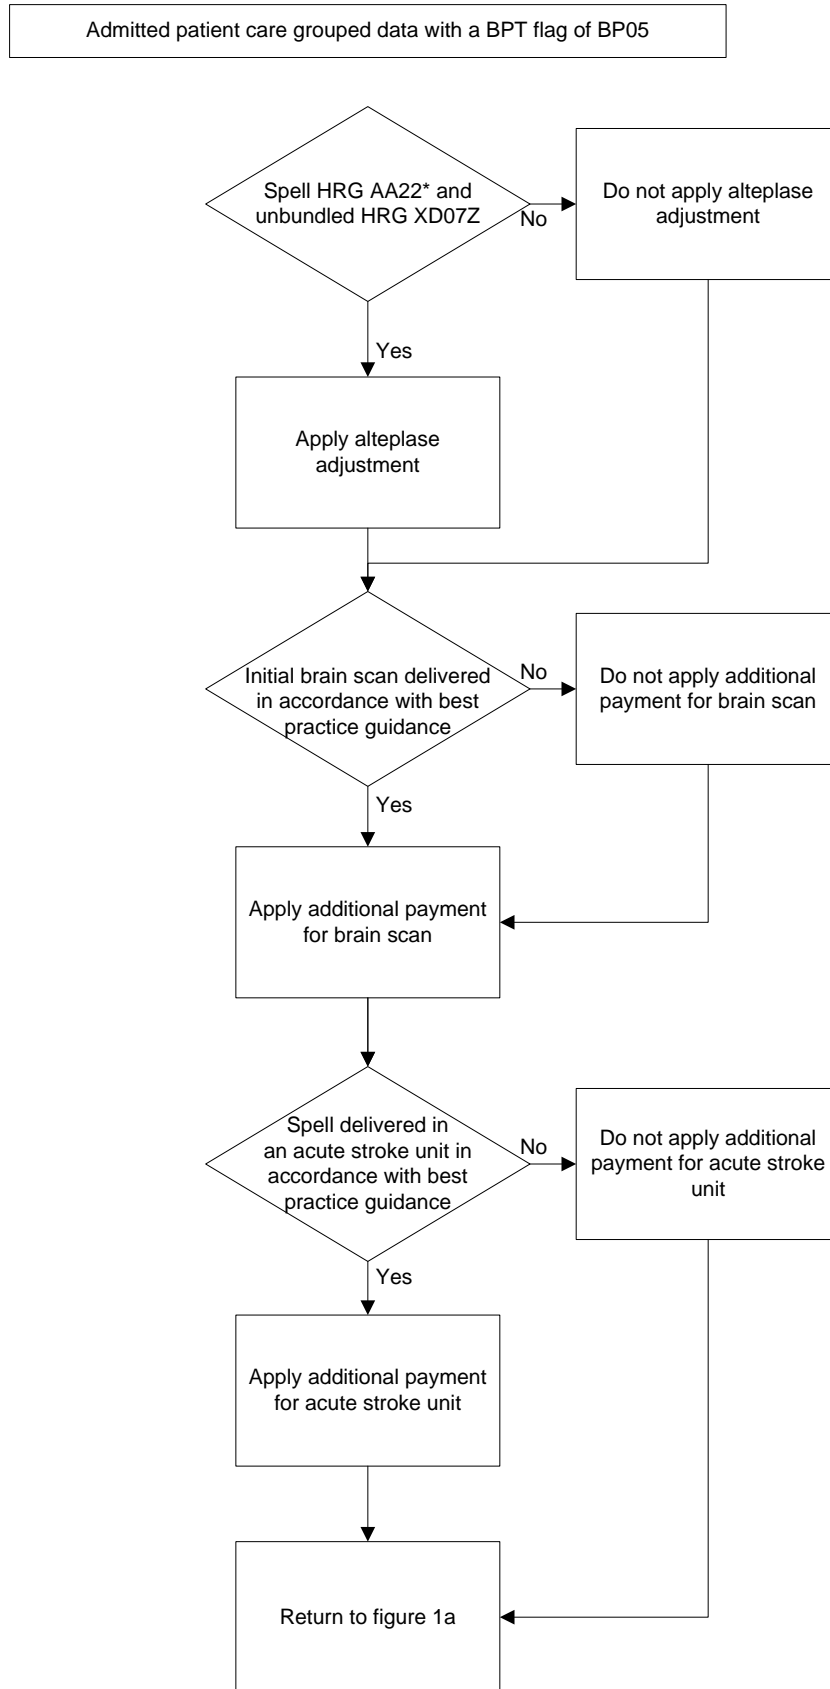 Admitted patient care grouped data with a BPT flag of BP05
Spell HRG AA22* and
unbundled HRG XD07Z
No
Do not apply alteplase
adjustment
Yes
Apply alteplase
adjustment
Initial brain scan delivered
in accordance with best
practice guidance
No
Do not apply additional
payment for brain scan
Yes
Apply additional payment
for brain scan
Spell delivered in
an acute stroke unit in
accordance with best
practice guidance
No
Do not apply additional
payment for acute stroke
unit
Yes
Apply additional payment
for acute stroke unit
Return to figure 1a